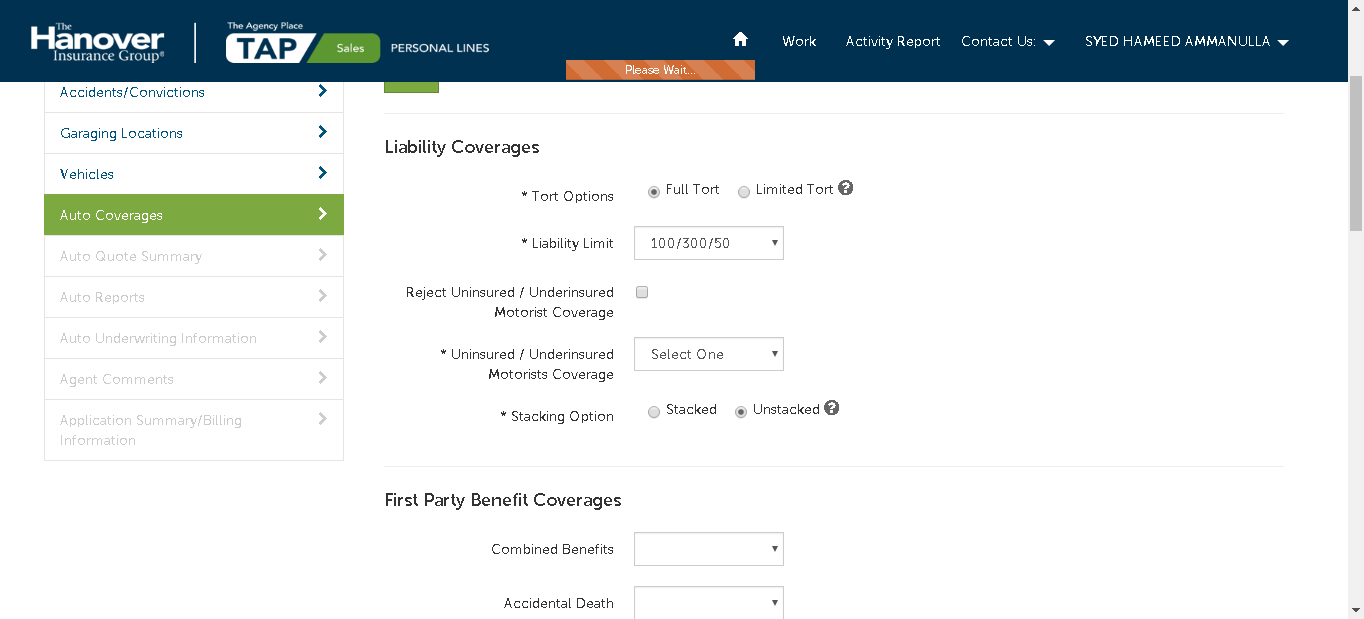 The
Hanover
Insurance Group®
The Agency Place
TAP Sales PERSONAL LINES
Work
Activity Report
Contact Us:
SYED HAMEED AMMANULLA
Please Wait...
Accidents/Convictions
Garaging Locations
Vehicles
Auto Coverages
Auto Quote Summary
Auto Reports
Auto Underwriting Information
Agent Comments
Application Summary/Billing
Information
Liability Coverages
* Tort Options
Full Tort
Limited Tort ?
* Liability Limit
100/300/50
Reject Uninsured / Underinsured
Motorist Coverage
* Uninsured / Underinsured
Motorists Coverage
Select One
* Stacking Option
Stacked
Unstacked ?
First Party Benefit Coverages
Combined Benefits
Accidental Death